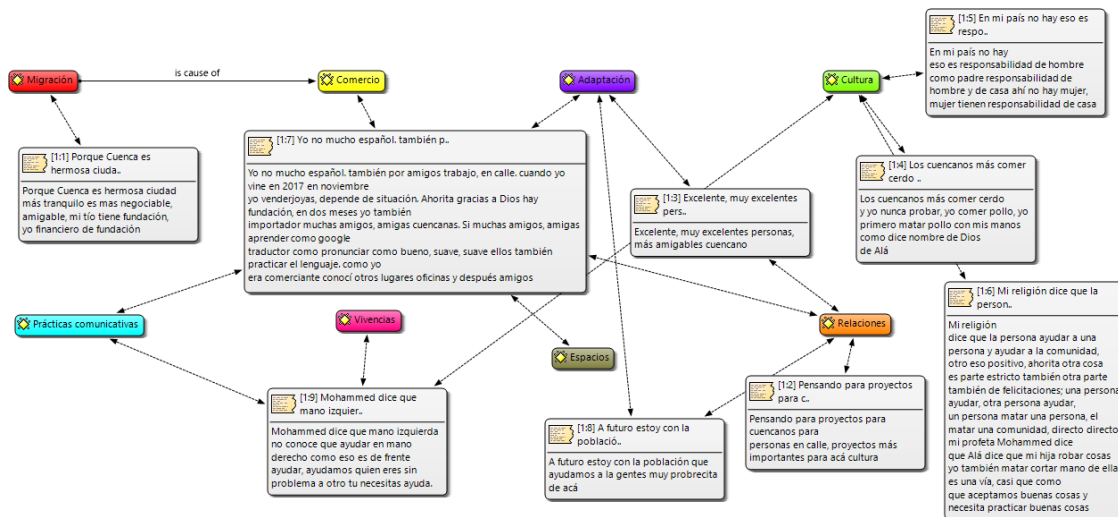 [1:5] En mi país no hay eso es
respo..
En mi país no hay
eso es responsabilidad de hombre
como padre responsabilidad de
hombre y de casa ahí no hay mujer,
mujer tienen responsabilidad de casa
Migración
is cause of
Comercio
Adaptación
Cultura
[1:1] Porque Cuenca es
hermosa ciuda..
Porque Cuenca es hermosa ciudad
más tranquilo es mas negociable,
amigable, mi tío tiene fundación,
yo financiero de fundación
[1:7] Yo no mucho español. también p..
Yo no mucho español. también por amigos trabajo, en calle. cuando yo
vine en 2017 en noviembre
yo venderjoyas, depende de situación. Ahorita gracias a Dios hay
fundación, en dos meses yo también
importador muchas amigos, amigas cuencanas. Si muchas amigos, amigas
aprender como google
traductor como pronunciar como bueno, suave, suave ellos también
practicar el lenguaje. como yo
era comerciante conocí otros lugares oficinas y después amigos
[1:3] Excelente, muy excelentes
pers..
Excelente, muy excelentes personas,
más amigables cuencano
[1:4] Los cuencanos más comer
cerdo ..
Los cuencanos más comer cerdo
y yo nunca probar, yo comer pollo, yo
primero matar pollo con mis manos
como dice nombre de Dios
de Alá
[1:6] Mi religión dice que la
person..
Mi religión
dice que la persona ayudar a una
persona y ayudar a la comunidad,
otro eso positivo, ahorita otra cosa
es parte estricto también otra parte
también de felicitaciones; una persona
ayudar, otra persona ayudar,
un persona matar una persona, el
matar una comunidad, directo directo
mi profeta Mohammed dice
que Alá dice que mi hija robar cosas
yo también matar cortar mano de ella
es una vía, casi que como
que aceptamos buenas cosas y
necesita practicar buenas cosas
Prácticas comunicativas
Vivencias
Espacios
Relaciones
[1:9] Mohammed dice que
mano izquier..
Mohammed dice que mano izquierda
no conoce que ayudar en mano
derecho como eso es de frente
ayudar, ayudamos quien eres sin
problema a otro tu necesitas ayuda.
[1:8] A futuro estoy con la
població..
A futuro estoy con la población que
ayudamos a la gentes muy probrecita
de acá
[1:2] Pensando para proyectos
para c..
Pensando para proyectos para
cuencanos para
personas en calle, proyectos más
importantes para acá cultura